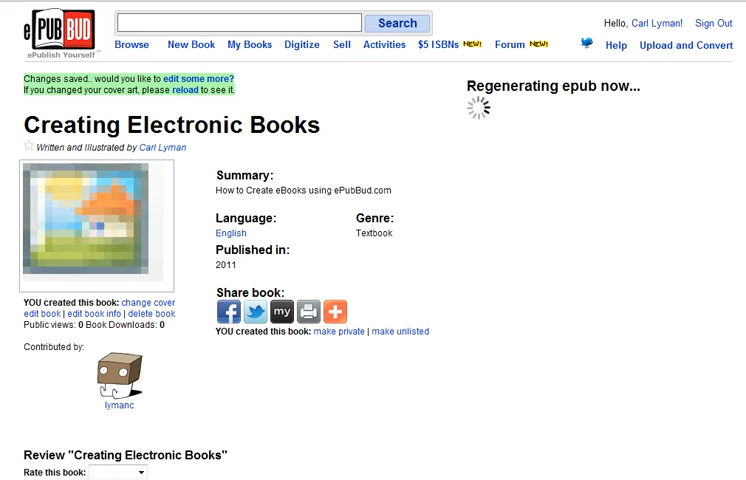 ePUBBUD™
ePublish Yourself
Search
Hello, Carl Lyman! Sign Out
Browse New Book My Books Digitize Sell Activities $5 ISBNs NEW! Forum NEW! Help Upload and Convert
Changes saved.. would you like to edit some more?
If you changed your cover art, please reload to see it.
Regenerating epub now...
Creating Electronic Books
Written and Illustrated by Carl Lyman
Summary:
How to Create eBooks using ePubBud.com
Language: Genre:
English Textbook
Published in:
2011
Share book:
my
YOU created this book: make private | make unlisted
YOU created this book: change cover
edit book | edit book info | delete book
Public views: 0 Book Downloads: 0
Contributed by:
lymanc
Review "Creating Electronic Books"
Rate this book: